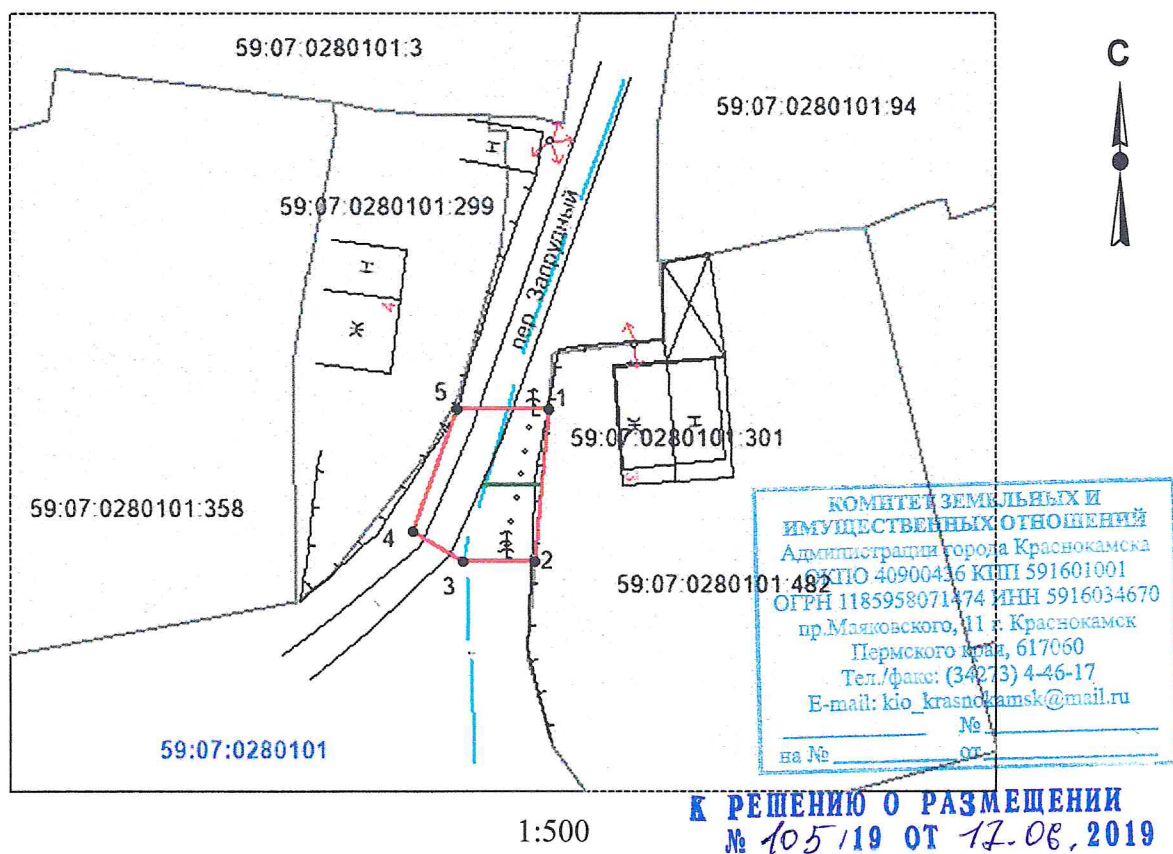 59:07:0280101:3
С
59:07:0280101:94
Н
59:07:0280101:299
пер. Запрудный
Н
4
Ж
5
1
Ж
Н
59:07:0280101:301
3
59:07:0280101:358
4
3
2
59:07:0280101:482
59:07:0280101
КОМИТЕТ ЗЕМЕЛЬНЫХ И
ИМУЩЕСТВЕННЫХ ОТНОШЕНИЙ
Администрации города Краснокамска
ОКПО 40900436 КПП 591601001
ОГРН 1185958071474 ИНН 5916034670
пр.Маяковского, 11 г. Краснокамск
Пермского края, 617060
Тел./факс: (34273) 4-46-17
E-mail: kio_krasnokamsk@mail.ru
№
на № от
1:500
К РЕШЕНИЮ О РАЗМЕЩЕНИИ
№ 105/19 ОТ 17.06.2019